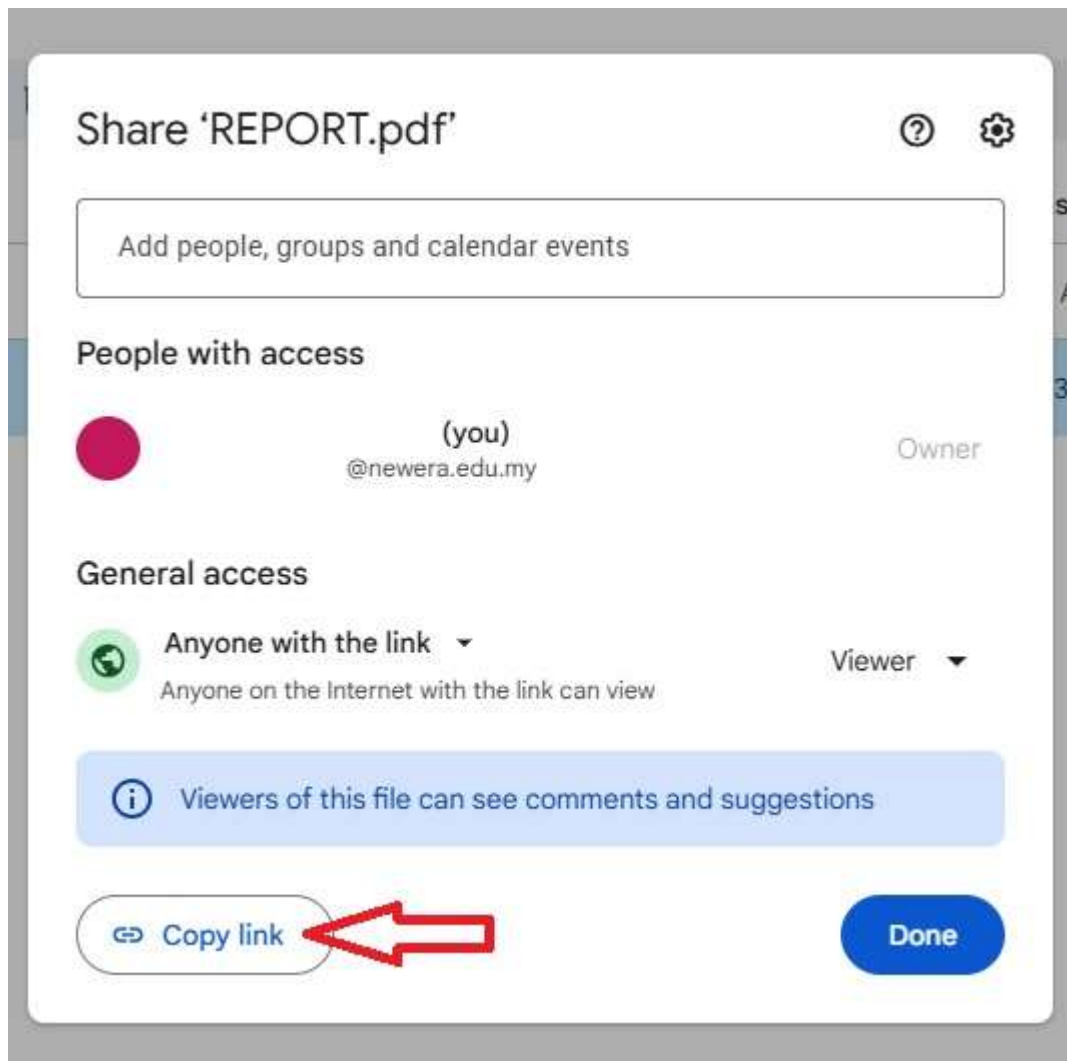 Share ‘REPORT.pdf’
Add people, groups and calendar events
People with access
(you)
@newera.edu.my
Owner
General access
Anyone with the link
Anyone on the Internet with the link can view
Viewer
Viewers of this file can see comments and suggestions
Copy link
Done